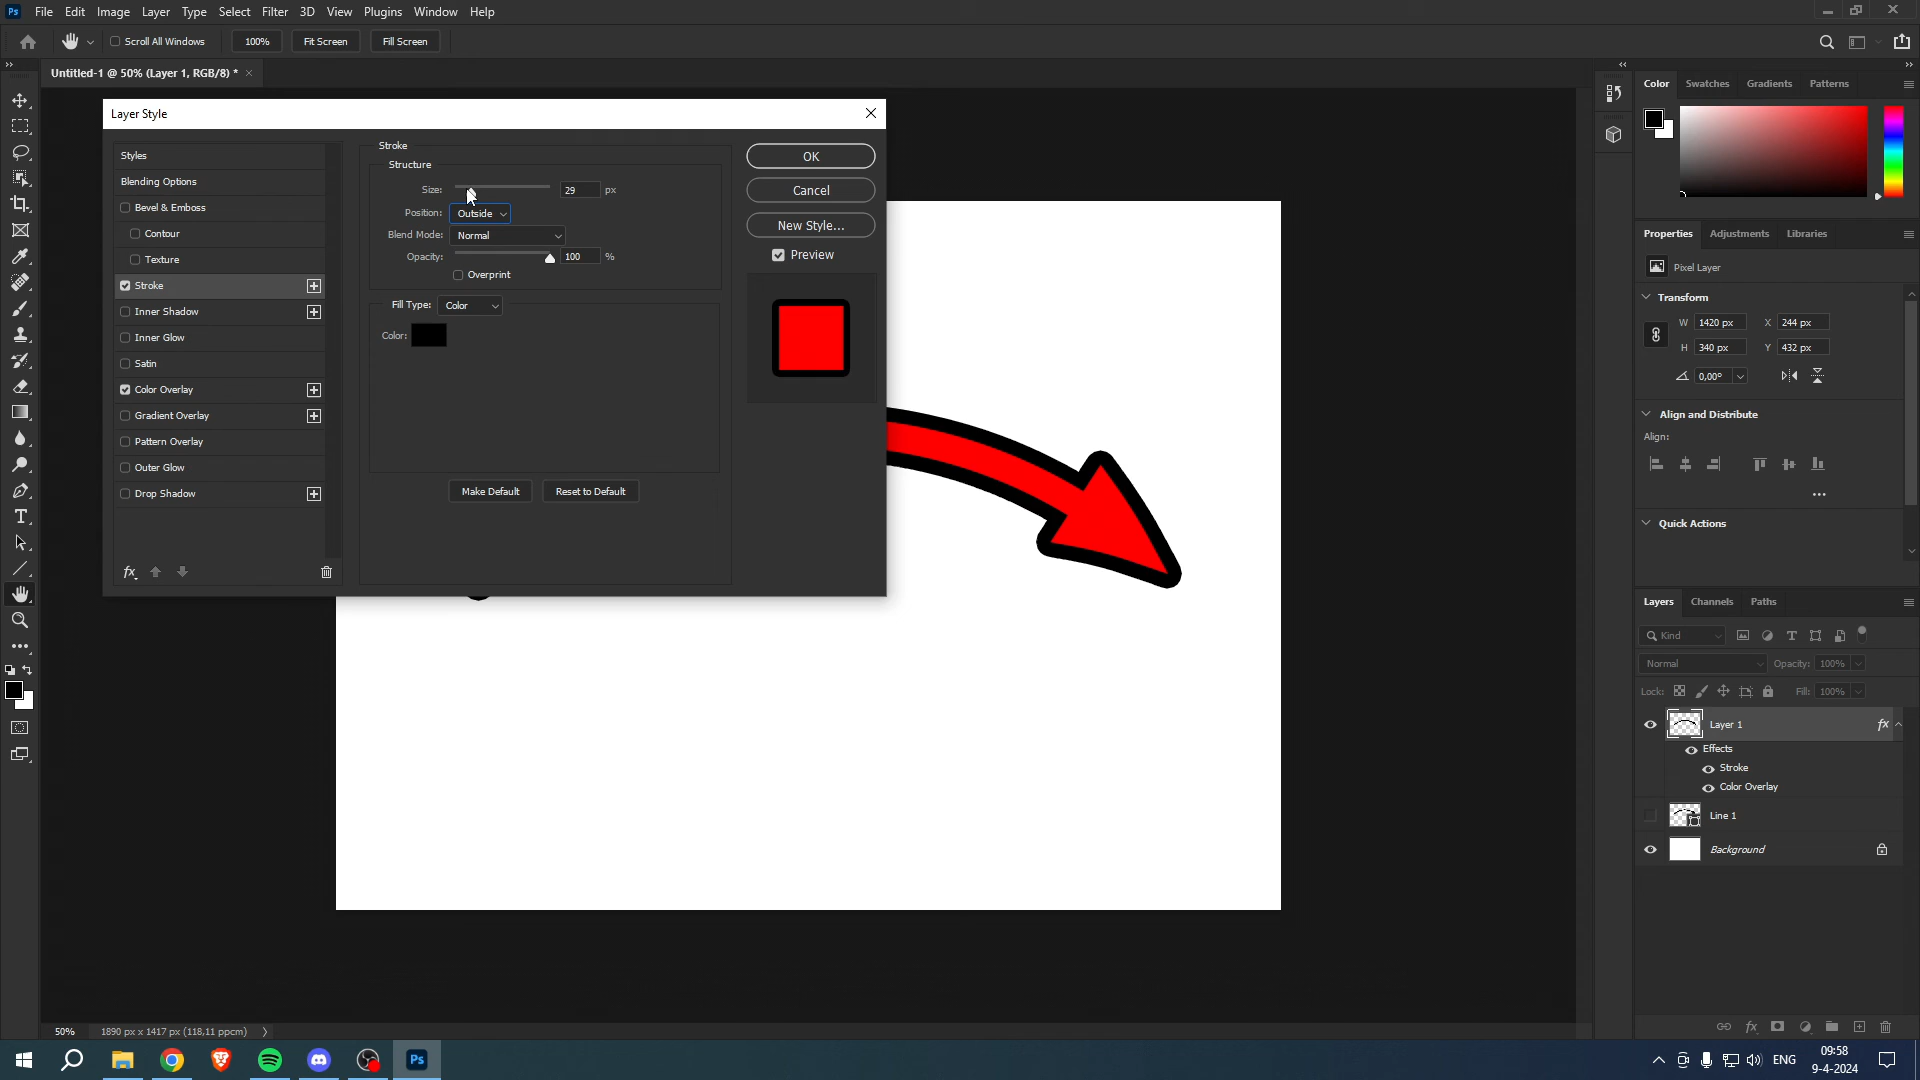 Ps File Edit Image Layer Type Select Filter 3D View Plugins Window Help
Scroll All Windows 100% Fit Screen Fill Screen
Untitled-1 @ 50% (Layer 1, RGB/8) * ×
Layer Style
Styles
Blending Options
Bevel & Emboss
Contour
Texture
Stroke
Inner Shadow
Inner Glow
Satin
Color Overlay
Gradient Overlay
Pattern Overlay
Outer Glow
Drop Shadow
fx
Stroke
Structure
Size: 29 px
Position: Outside
Blend Mode: Normal
Opacity: 100 %
Overprint
Fill Type: Color
Color:
Make Default Reset to Default
OK
Cancel
New Style...
Preview
Color Swatches Gradients Patterns
Properties Adjustments Libraries
Pixel Layer
Transform
W 1420 px X 244 px
H 340 px Y 432 px
0,00°
Align and Distribute
Align:
Quick Actions
Layers Channels Paths
Kind
Normal Opacity: 100%
Lock: Fill: 100%
Layer 1 fx
Effects
Stroke
Color Overlay
Line 1
Background
fx
50% 1890 px x 1417 px (118,11 ppcm)
Ps
ENG
09:58
9-4-2024